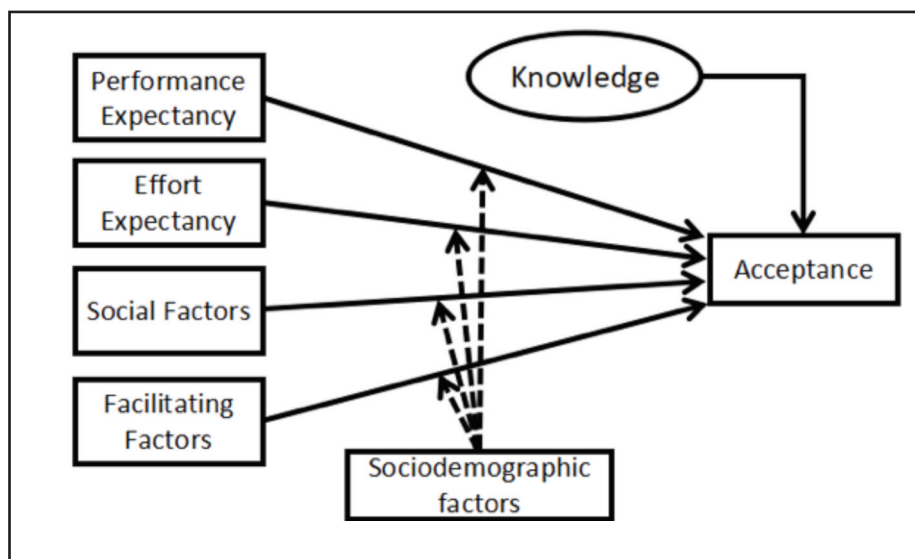 Performance
Expectancy
Knowledge
Effort
Expectancy
Acceptance
Social Factors
Facilitating
Factors
Sociodemographic
factors